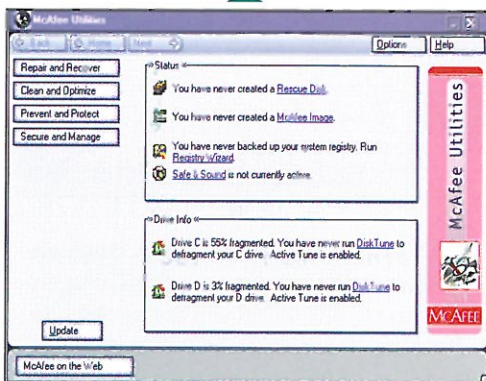 McAfee Utilities
Back Home Next
Options Help
Repair and Recover
Clean and Optimize
Prevent and Protect
Secure and Manage
Status
You have never created a Rescue Disk.
You have never created a McAfee Image.
You have never backed up your system registry. Run
Registry Wizard.
Safe & Sound is not currently active.
Drive Info
Drive C is 55% fragmented. You have never run DiskTune to
defragment your C drive. Active Tune is enabled.
Drive D is 3% fragmented. You have never run DiskTune to
defragment your D drive. Active Tune is enabled.
McAfee Utilities
MCAFEE
Update
McAfee on the Web